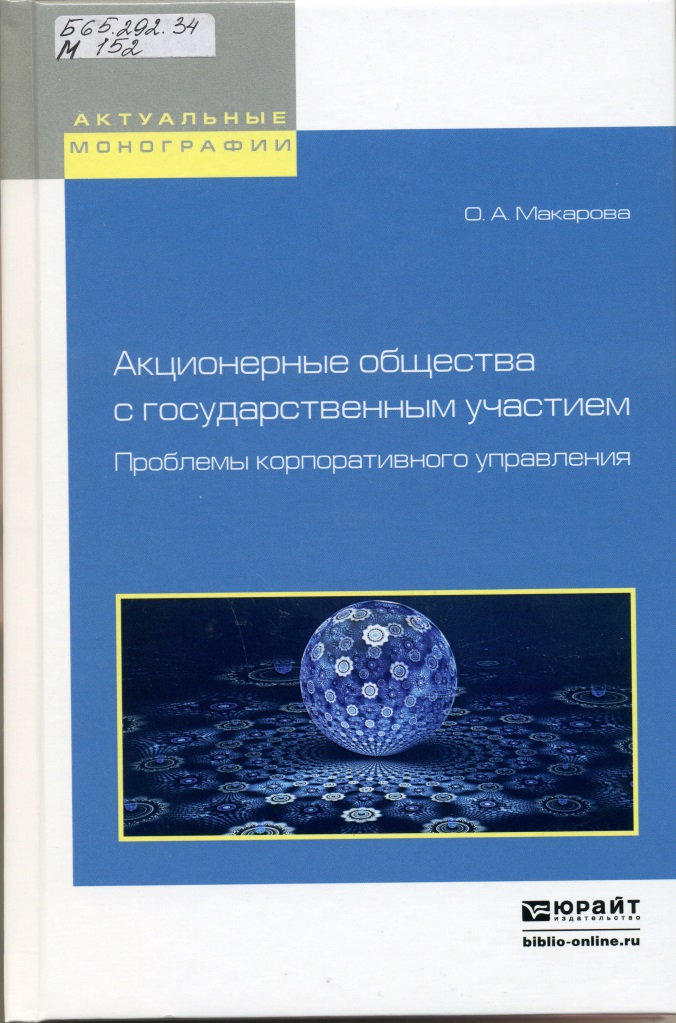 Б65.292.34
М 152
АКТУАЛЬНЫЕ
МОНОГРАФИИ
О. А. Макарова
Акционерные общества
с государственным участием
Проблемы корпоративного управления
ЮРАЙТ
издательство
biblio-online.ru